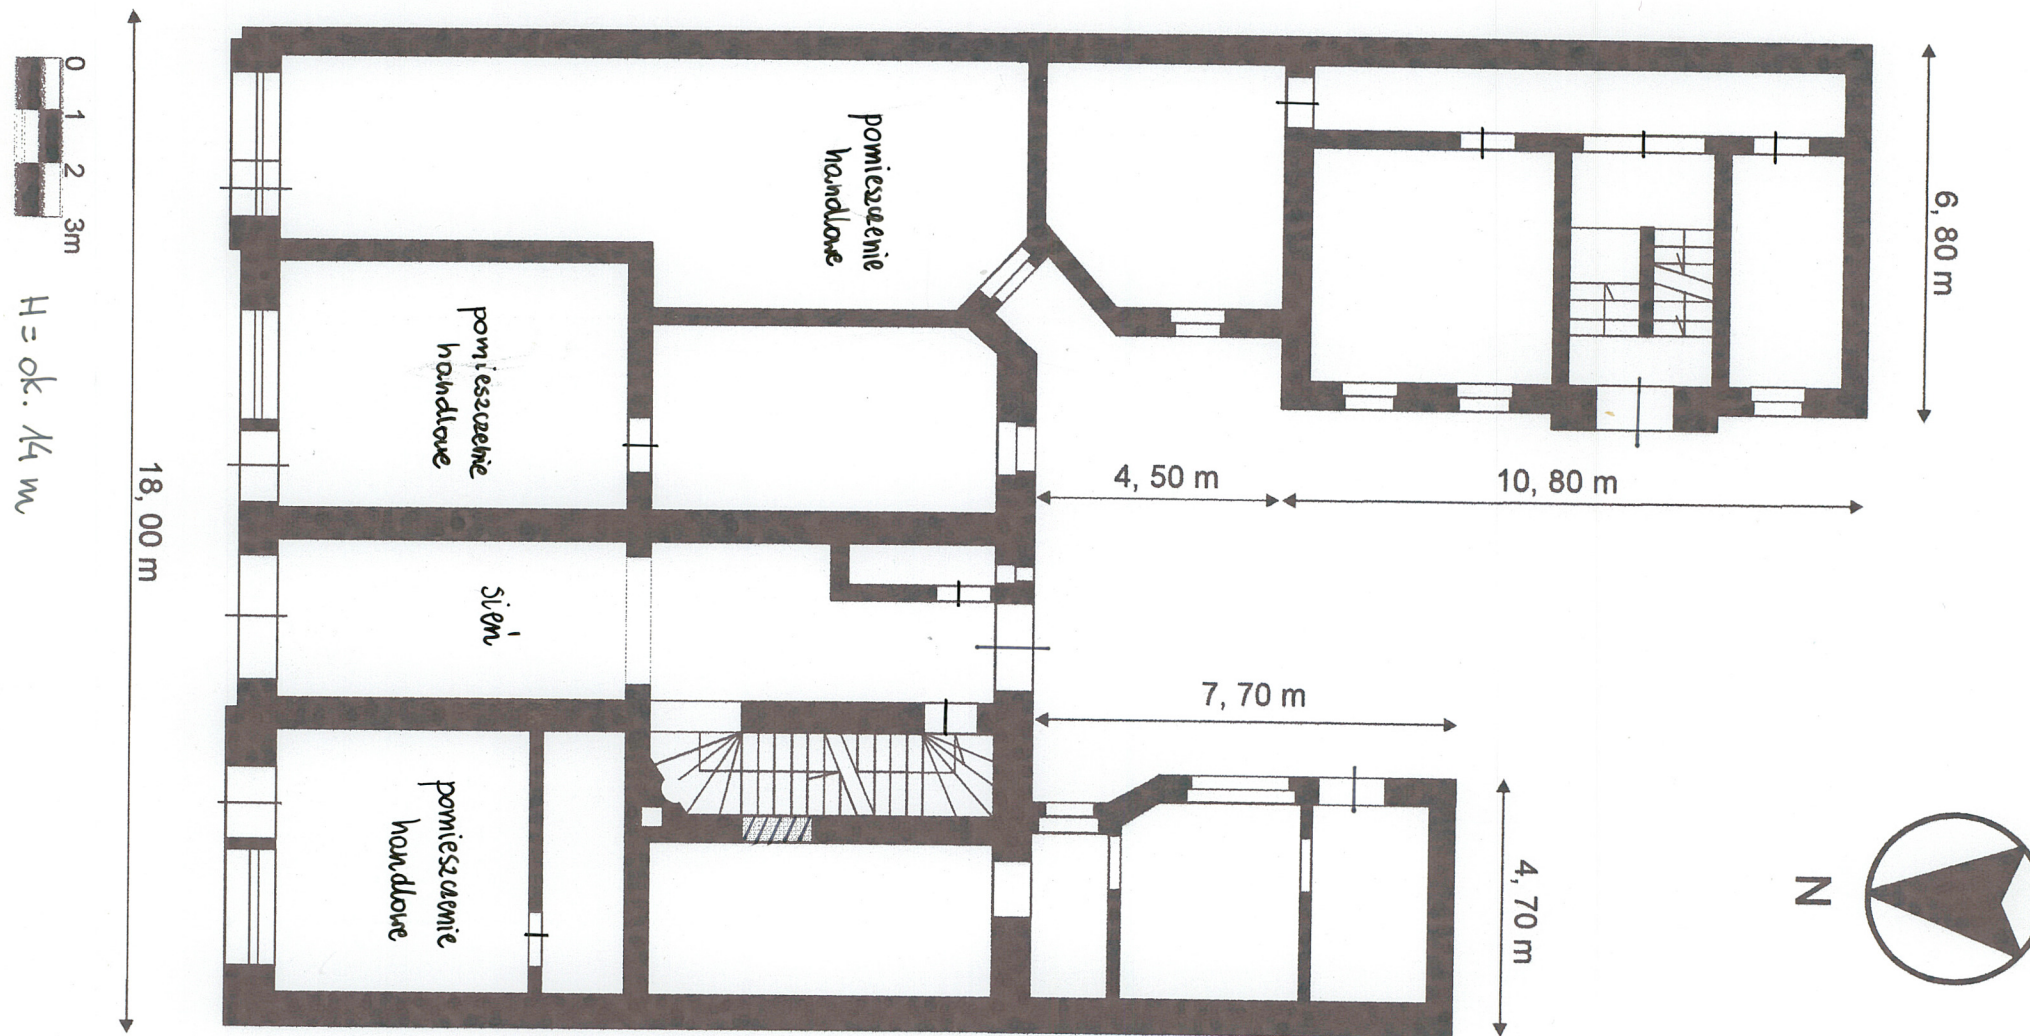 0 1 2 3m
H = ok. 14 m
18, 00 m
pomieszczenie
handlowe
pomieszczenie
handlowe
sień
pomieszczenie
handlowe
6, 80 m
4, 50 m
10, 80 m
7, 70 m
4, 70 m
N